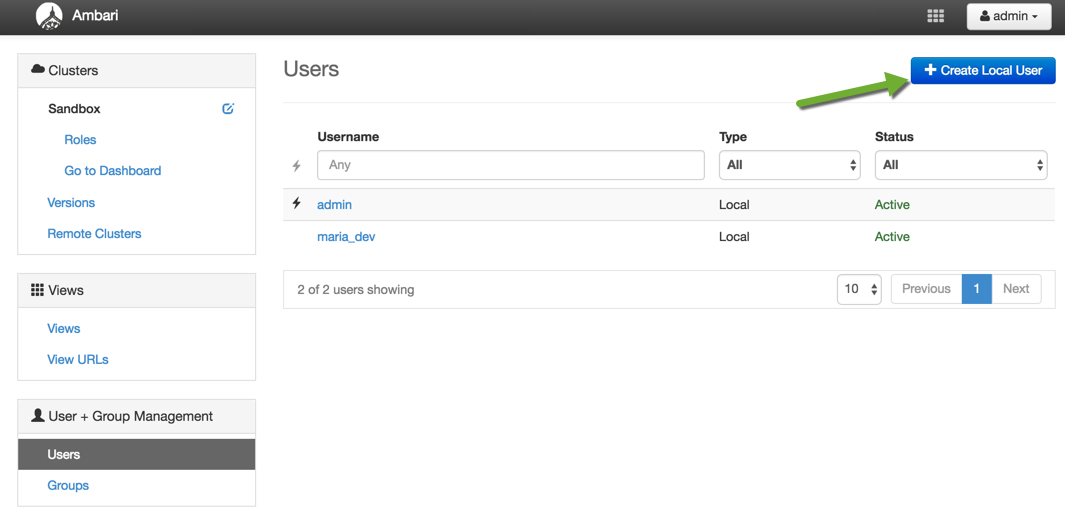 Ambari
admin
Clusters
Sandbox
Roles
Go to Dashboard
Versions
Remote Clusters
Views
Views
View URLs
User + Group Management
Users
Groups
Users
Create Local User
Username Type Status
Any All All
admin Local Active
maria_dev Local Active
2 of 2 users showing 10 Previous 1 Next